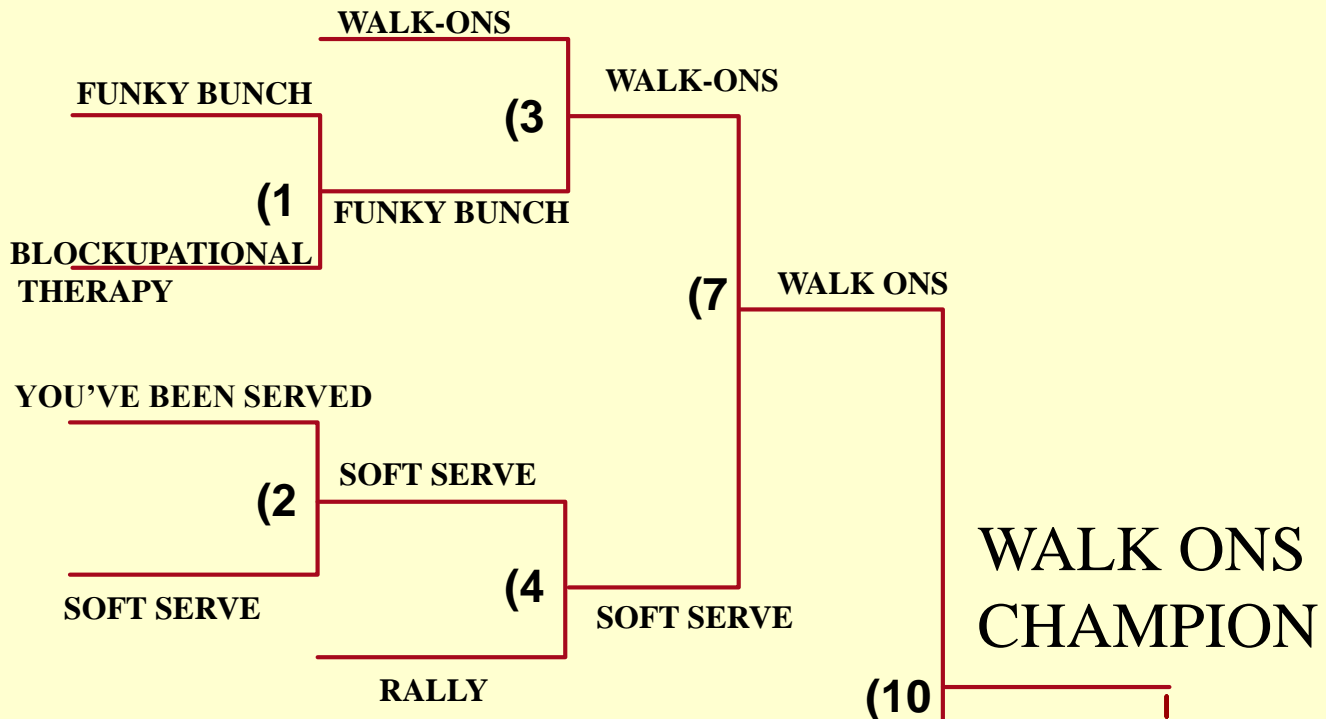 WALK-ONS
WALK-ONS
FUNKY BUNCH
(3
(1
FUNKY BUNCH
BLOCKUPATIONAL
THERAPY
(7
WALK ONS
YOU'VE BEEN SERVED
SOFT SERVE
(2
WALK ONS
CHAMPION
(4
SOFT SERVE
SOFT SERVE
RALLY
(10